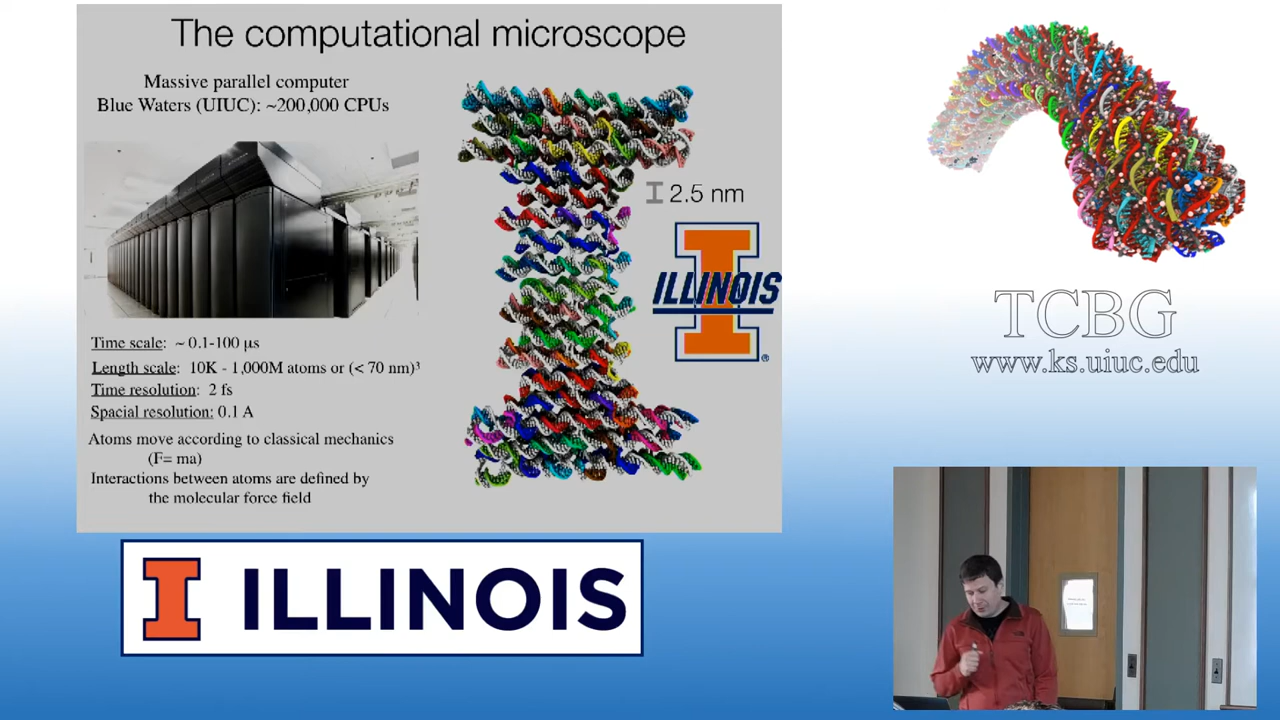 The computational microscope
Massive parallel computer
Blue Waters (UIUC): ~200,000 CPUs
2.5 nm
ILLINOIS
®
Time scale: ~ 0.1-100 μs
Length scale: 10K - 1,000M atoms or (< 70 nm)³
Time resolution: 2 fs
Spacial resolution: 0.1 A
Atoms move according to classical mechanics
(F= ma)
Interactions between atoms are defined by
the molecular force field
ILLINOIS
TCBG
www.ks.uiuc.edu